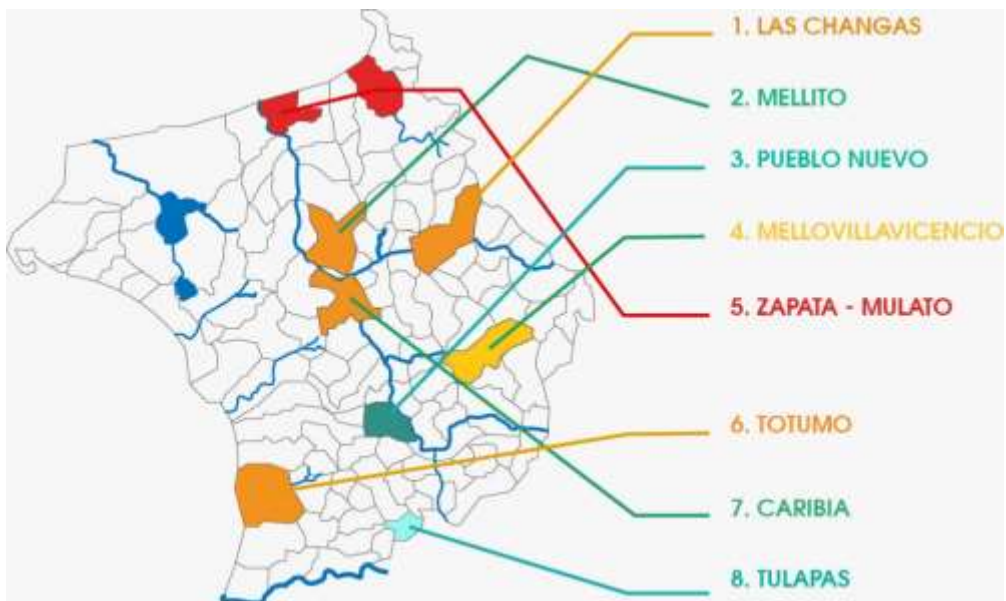 1. LAS CHANGAS
2. MELLITO
3. PUEBLO NUEVO
4. MELLOVILLAVICENCIO
5. ZAPATA - MULATO
6. TOTUMO
7. CARIBIA
8. TULAPAS